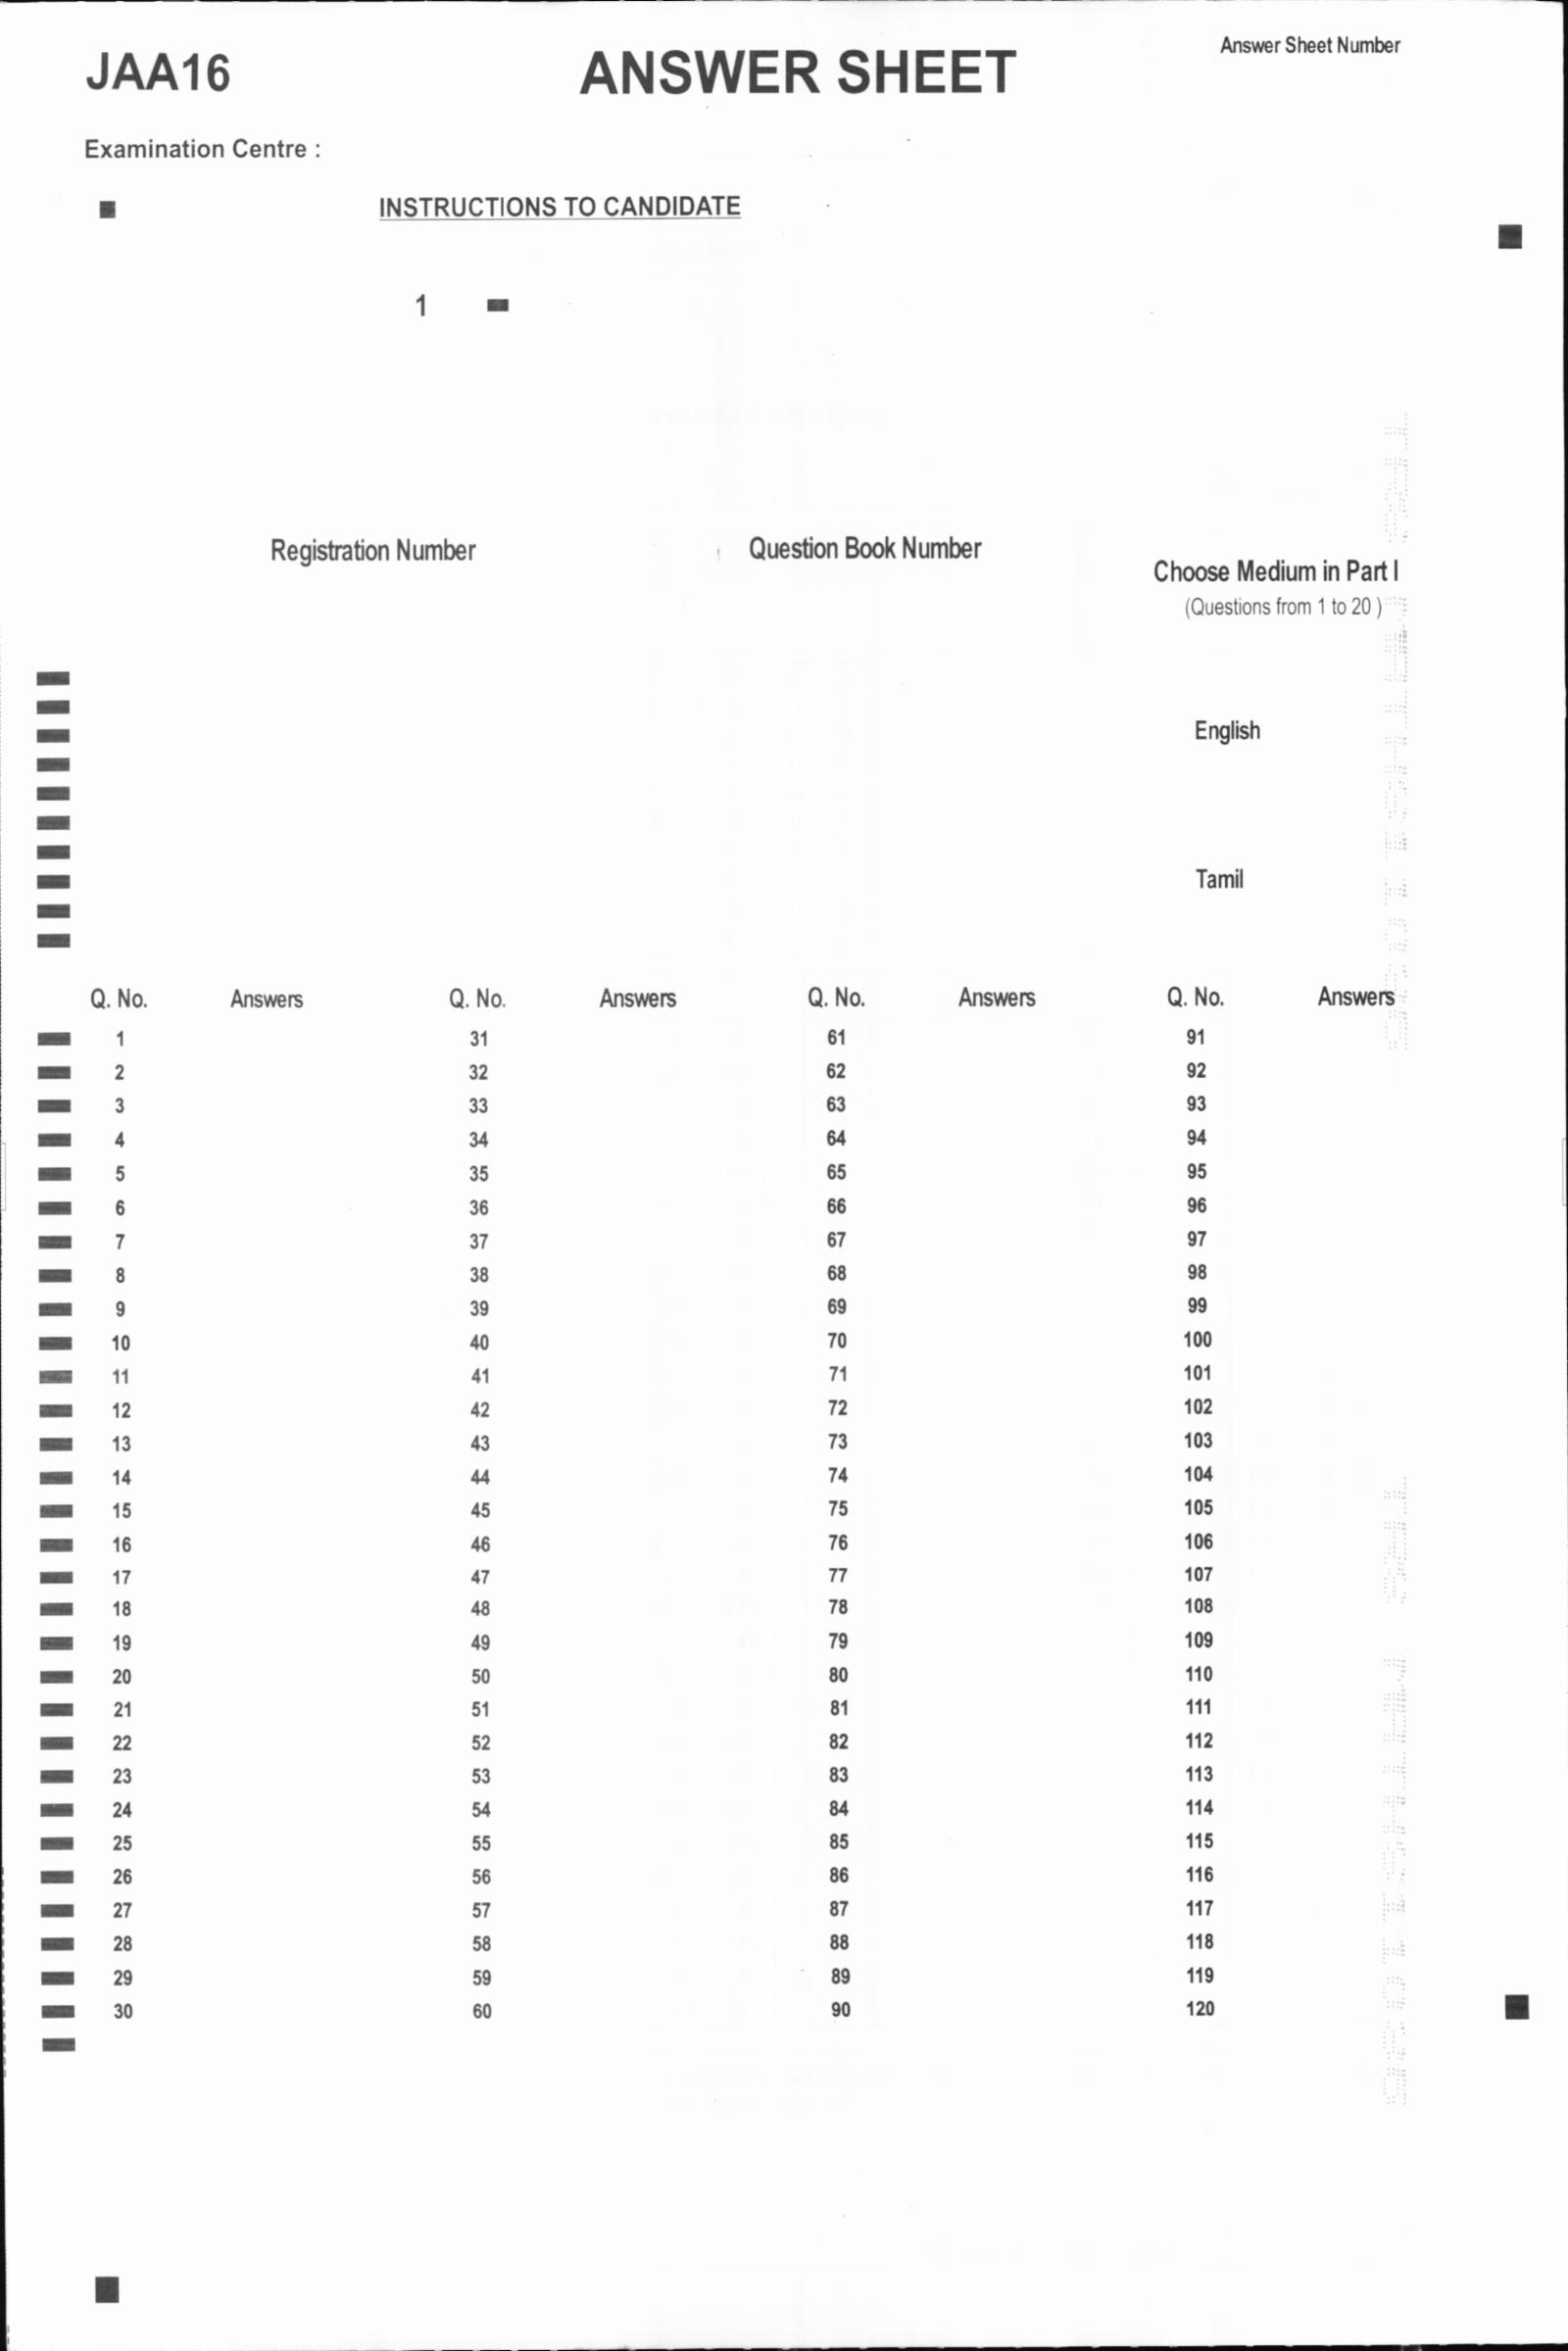 Answer Sheet Number
JAA16 ANSWER SHEET
Examination Centre :
INSTRUCTIONS TO CANDIDATE
1
Registration Number Question Book Number
Choose Medium in Part I
(Questions from 1 to 20 )
English
Tamil
Q. No. Answers Q. No. Answers Q. No. Answers Q. No. Answers
1 31 61 91
2 32 62 92
3 33 63 93
4 34 64 94
5 35 65 95
6 36 66 96
7 37 67 97
8 38 68 98
9 39 69 99
10 40 70 100
11 41 71 101
12 42 72 102
13 43 73 103
14 44 74 104
15 45 75 105
16 46 76 106
17 47 77 107
18 48 78 108
19 49 79 109
20 50 80 110
21 51 81 111
22 52 82 112
23 53 83 113
24 54 84 114
25 55 85 115
26 56 86 116
27 57 87 117
28 58 88 118
29 59 89 119
30 60 90 120